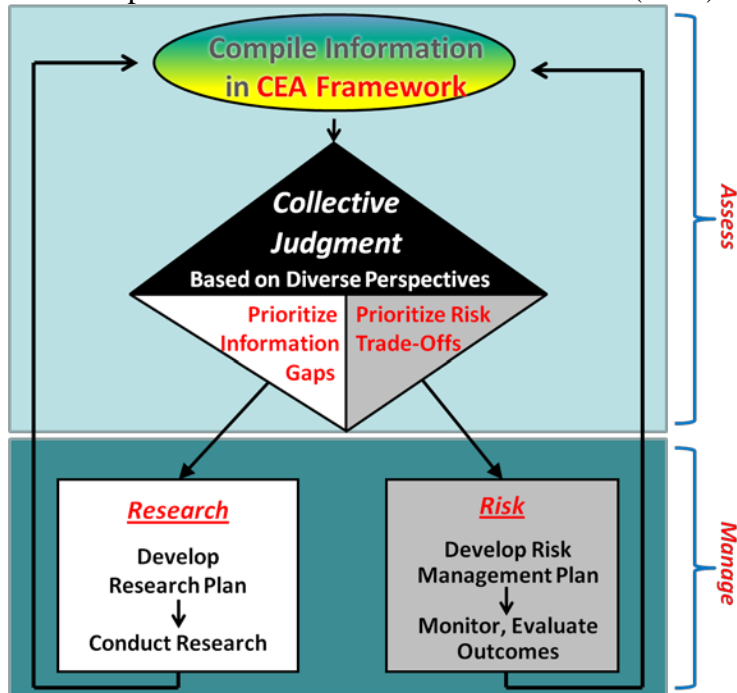 Compile Information
in CEA Framework
Collective
Judgment
Based on Diverse Perspectives
Prioritize
Information
Gaps
Prioritize Risk
Trade-Offs
Assess
Research
Develop
Research Plan
Conduct Research
Risk
Develop Risk
Management Plan
Monitor, Evaluate
Outcomes
Manage